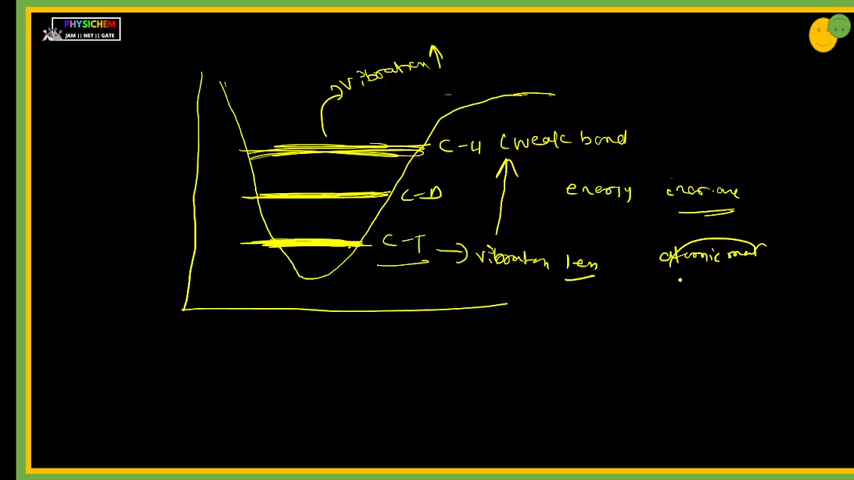 PHYSICHEM
JAM || NET || GATE
vibration ↑
C-H (weak bond
energy increase
C-D
C-T → vibration less